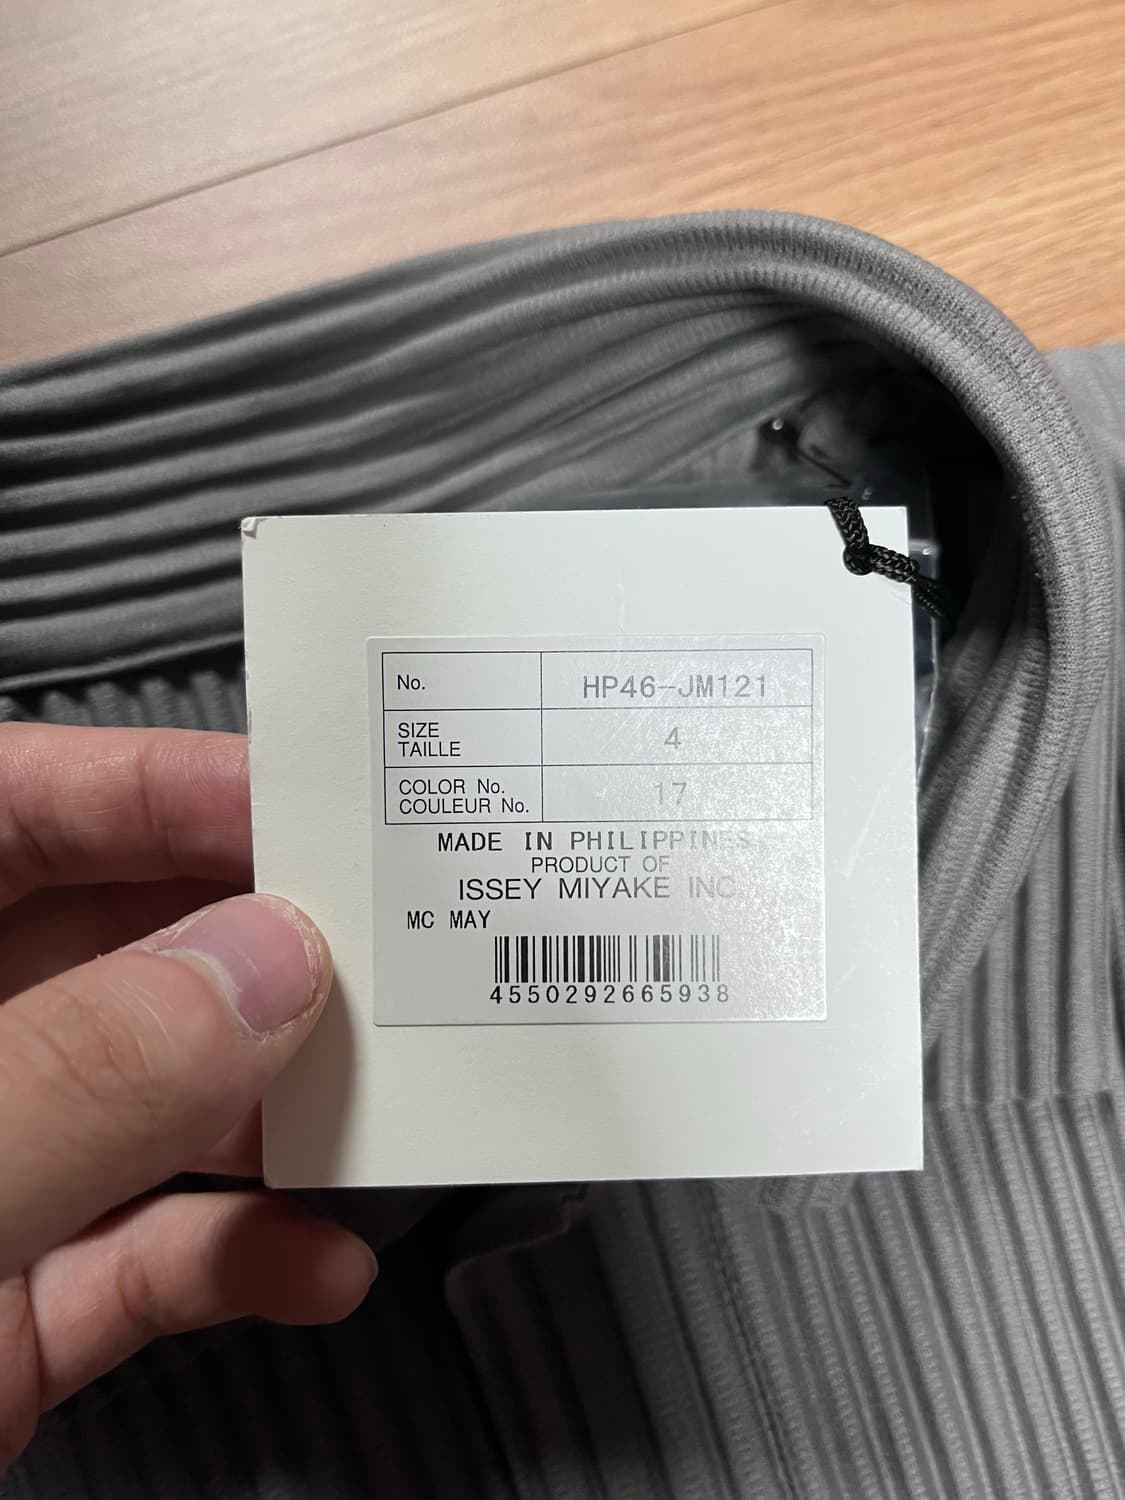 No. HP46-JM121
SIZE
TAILLE 4
COLOR No.
COULEUR No. 17
MADE IN PHILIPPINES
PRODUCT OF
ISSEY MIYAKE INC
MC MAY
4550292665938